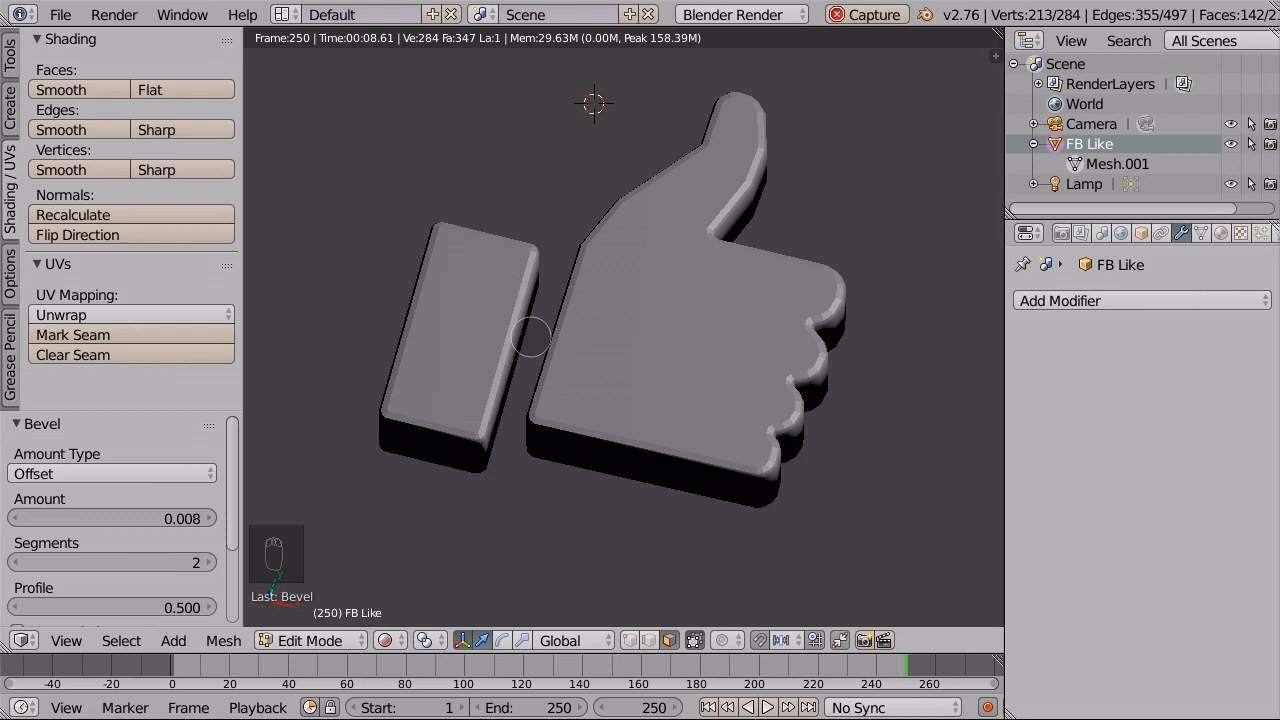 File Render Window Help Default Scene Blender Render Capture v2.76 | Verts:213/284 | Edges:355/497 | Faces:142/2
Frame:250 | Time:00:08.61 | Ve:284 Fa:347 La:1 | Mem:29.63M (0.00M, Peak 158.39M)
View Search All Scenes
Tools
Create
Shading / UVs
Options
Grease Pencil
Shading
Faces:
Smooth Flat
Edges:
Smooth Sharp
Vertices:
Smooth Sharp
Normals:
Recalculate
Flip Direction
UVs
UV Mapping:
Unwrap
Mark Seam
Clear Seam
Bevel
Amount Type
Offset
Amount
0.008
Segments
2
Profile
0.500
Last: Bevel
(250) FB Like
Scene
RenderLayers
World
Camera
FB Like
Mesh.001
Lamp
FB Like
Add Modifier
View Select Add Mesh Edit Mode Global
-40 -20 0 20 40 60 80 100 120 140 160 180 200 220 240 260
View Marker Frame Playback Start: 1 End: 250 250 No Sync